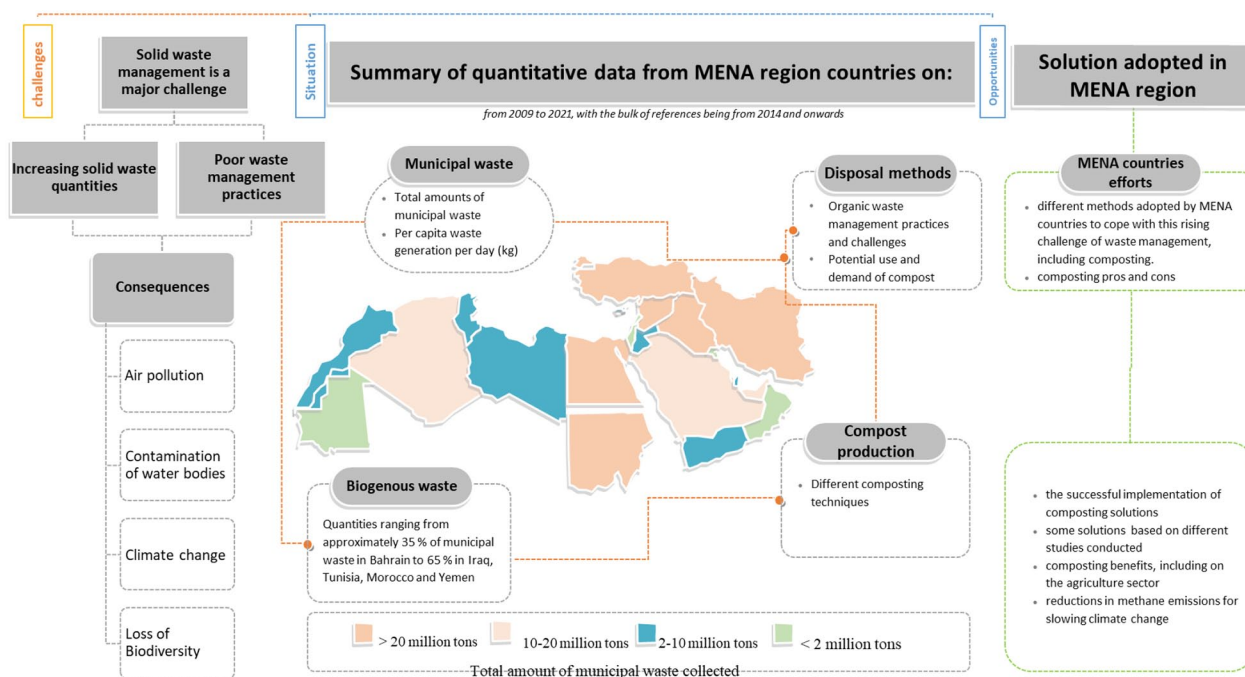 challenges
Solid waste
management is a
major challenge
Increasing solid waste
quantities
Poor waste
management
practices
Consequences
Air pollution
Contamination
of water bodies
Climate change
Loss of
Biodiversity
Situation
Summary of quantitative data from MENA region countries on:
from 2009 to 2021, with the bulk of references being from 2014 and onwards
Opportunities
Municipal waste
• Total amounts of
municipal waste
• Per capita waste
generation per day (kg)
Disposal methods
• Organic waste
management practices
and challenges
• Potential use and
demand of compost
Biogenous waste
Quantities ranging from
approximately 35 % of municipal
waste in Bahrain to 65 % in Iraq,
Tunisia, Morocco and Yemen
Compost
production
• Different composting
techniques
> 20 million tons
10-20 million tons
2-10 million tons
< 2 million tons
Total amount of municipal waste collected
Solution adopted in
MENA region
MENA countries
efforts
• different methods adopted by MENA
countries to cope with this rising
challenge of waste management,
including composting.
• composting pros and cons
• the successful implementation of
composting solutions
• some solutions based on different
studies conducted
• composting benefits, including on
the agriculture sector
• reductions in methane emissions for
slowing climate change